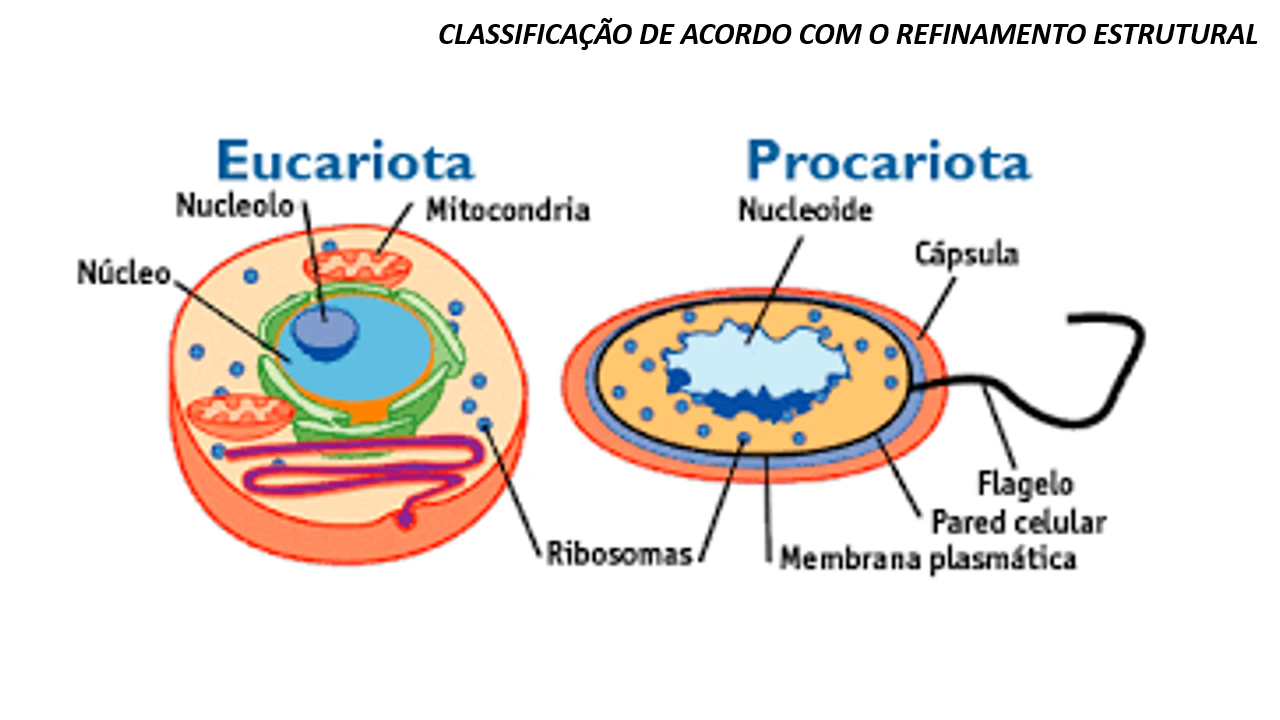 CLASSIFICAÇÃO DE ACORDO COM O REFINAMENTO ESTRUTURAL
Eucariota
Procariota
Nucleolo
Mitocondria
Núcleo
Nucleoide
Cápsula
Flagelo
Pared celular
Ribosomas
Membrana plasmática